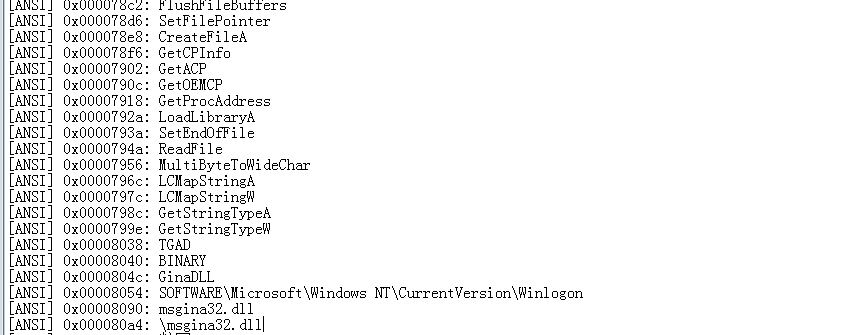 [ANSI] 0x000078c2: FlushFileBuffers
[ANSI] 0x000078d6: SetFilePointer
[ANSI] 0x000078e8: CreateFileA
[ANSI] 0x000078f6: GetCPInfo
[ANSI] 0x00007902: GetACP
[ANSI] 0x0000790c: GetOEMCP
[ANSI] 0x00007918: GetProcAddress
[ANSI] 0x0000792a: LoadLibraryA
[ANSI] 0x0000793a: SetEndOfFile
[ANSI] 0x0000794a: ReadFile
[ANSI] 0x00007956: MultiByteToWideChar
[ANSI] 0x0000796c: LCMapStringA
[ANSI] 0x0000797c: LCMapStringW
[ANSI] 0x0000798c: GetStringTypeA
[ANSI] 0x0000799e: GetStringTypeW
[ANSI] 0x00008038: TGAD
[ANSI] 0x00008040: BINARY
[ANSI] 0x0000804c: GinaDLL
[ANSI] 0x00008054: SOFTWARE\Microsoft\Windows NT\CurrentVersion\Winlogon
[ANSI] 0x00008090: msgina32.dll
[ANSI] 0x000080a4: \msgina32.dll